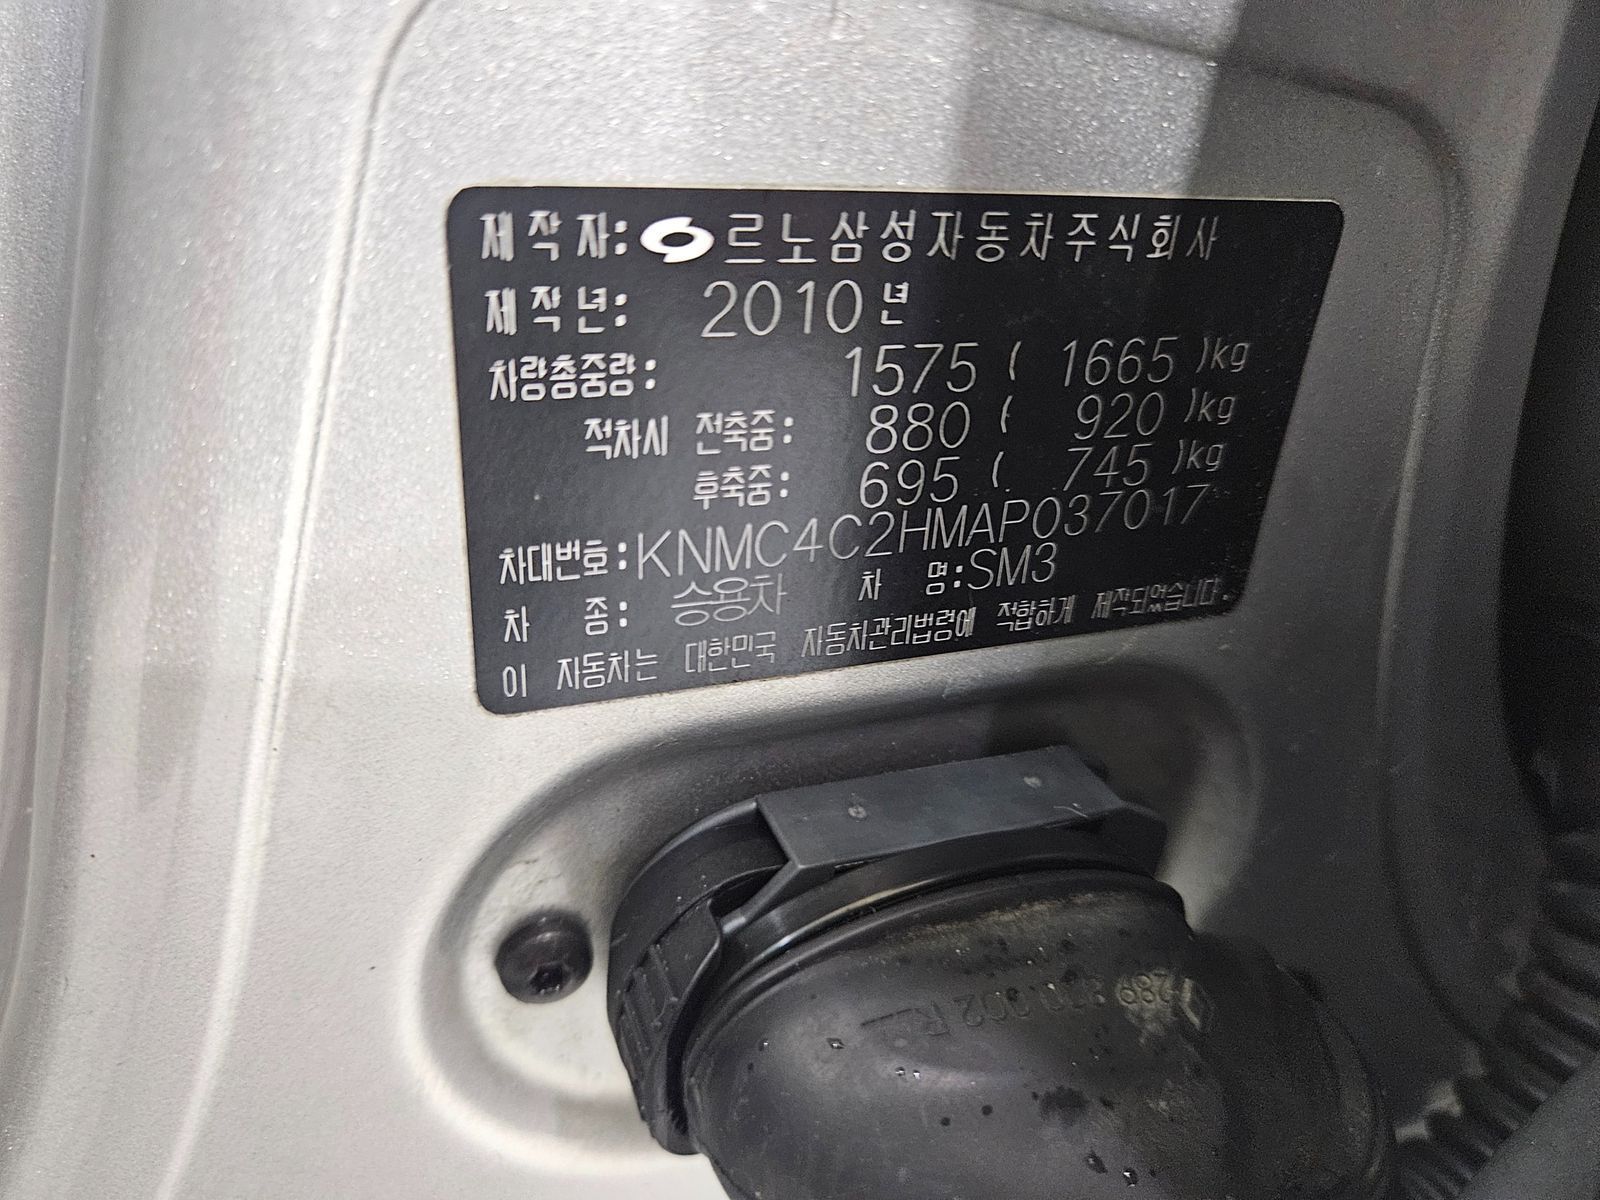 제작자: 르노삼성자동차주식회사
제작년: 2010년
차량총중량: 1575 ( 1665 )kg
적차시 전축중: 880 ( 920 )kg
후축중: 695 ( 745 )kg
차대번호: KNMC4C2HMAP037017
차 종: 승용차 차 명: SM3
이 자동차는 대한민국 자동차관리법령에 적합하게 제작되었습니다.